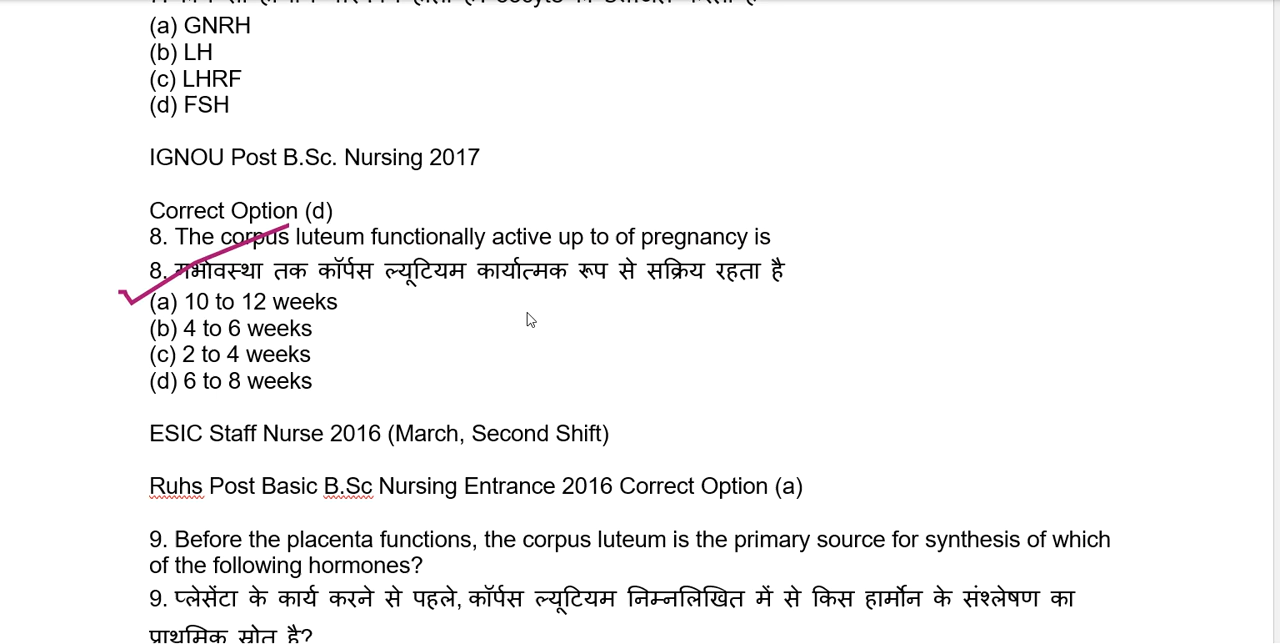 (a) GNRH
(b) LH
(c) LHRF
(d) FSH
IGNOU Post B.Sc. Nursing 2017
Correct Option (d)
8. The corpus luteum functionally active up to of pregnancy is
8. गर्भावस्था तक कॉर्पस ल्यूटियम कार्यात्मक रूप से सक्रिय रहता है
(a) 10 to 12 weeks
(b) 4 to 6 weeks
(c) 2 to 4 weeks
(d) 6 to 8 weeks
ESIC Staff Nurse 2016 (March, Second Shift)
Ruhs Post Basic B.Sc Nursing Entrance 2016 Correct Option (a)
9. Before the placenta functions, the corpus luteum is the primary source for synthesis of which
of the following hormones?
9. प्लेसेंटा के कार्य करने से पहले, कॉर्पस ल्यूटियम निम्नलिखित में से किस हार्मोन के संश्लेषण का
प्राथमिक स्रोत है?